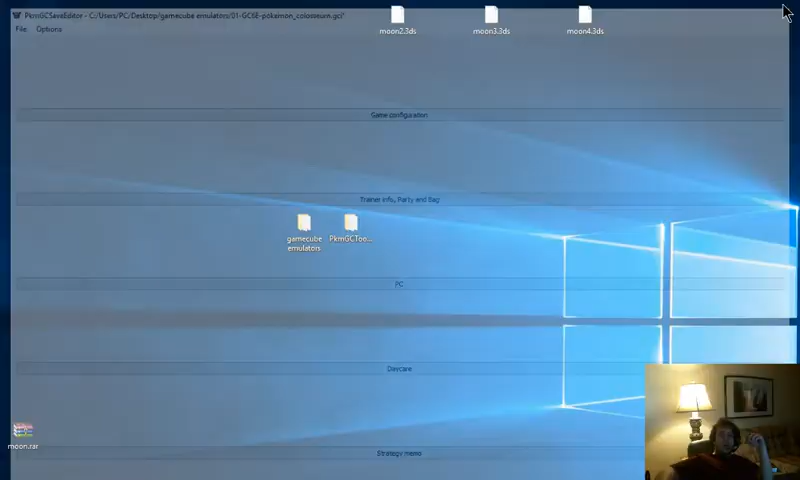 PkmGCSaveEditor - C:/Users/PC/Desktop/gamecube emulators/01-GC6E-pokemon_colosseum.gci*
File Options
moon2.3ds
moon3.3ds
moon4.3ds
Game configuration
Trainer info, Party and Bag
gamecube emulators
PkmGCToo...
PC
Daycare
moon.rar
Strategy memo